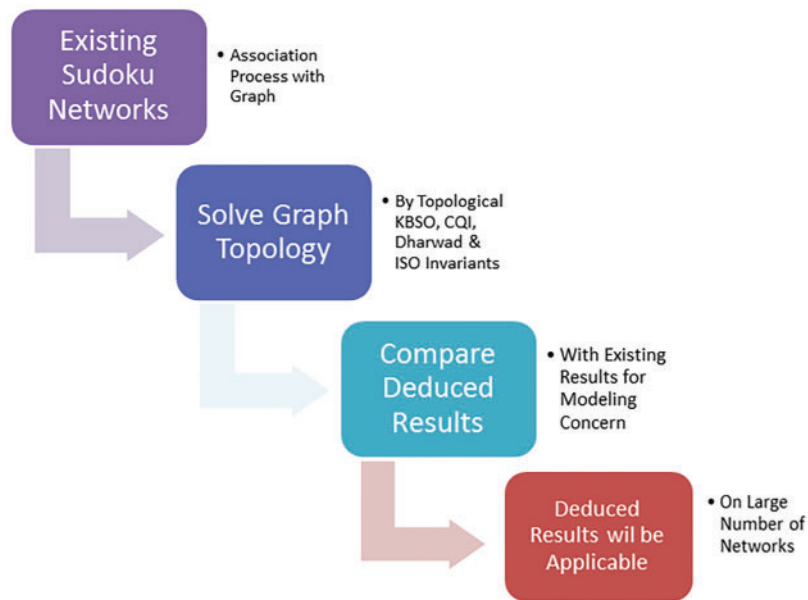 Existing
Sudoku
Networks
• Association
Process with
Graph
Solve Graph
Topology
• By Topological
KBSO, CQI,
Dharwad &
ISO Invariants
Compare
Deduced
Results
• With Existing
Results for
Modeling
Concern
Deduced
Results wil be
Applicable
• On Large
Number of
Networks